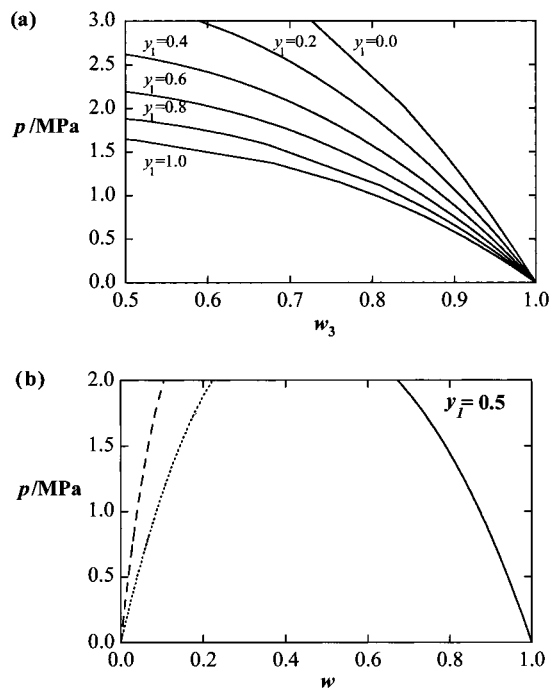 (a)
3.0
2.5
2.0
1.5
1.0
0.5
0.0
p/MPa
y1=0.4
y1=0.2
y1=0.0
y1=0.6
y1=0.8
y1=1.0
0.5 0.6 0.7 0.8 0.9 1.0
w3
(b)
2.0
1.5
1.0
0.5
0.0
p/MPa
y1= 0.5
0.0 0.2 0.4 0.6 0.8 1.0
w